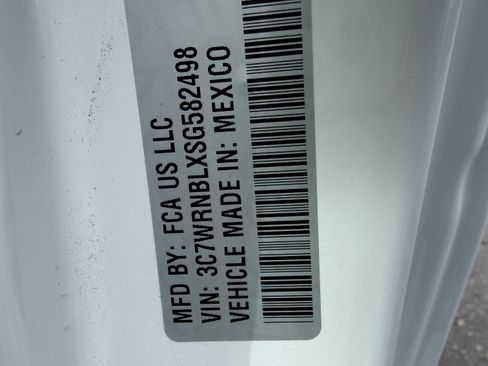 MFD BY: FCA US LLC
VIN: 3C7WRNBLXSG582498
VEHICLE MADE IN: MEXICO